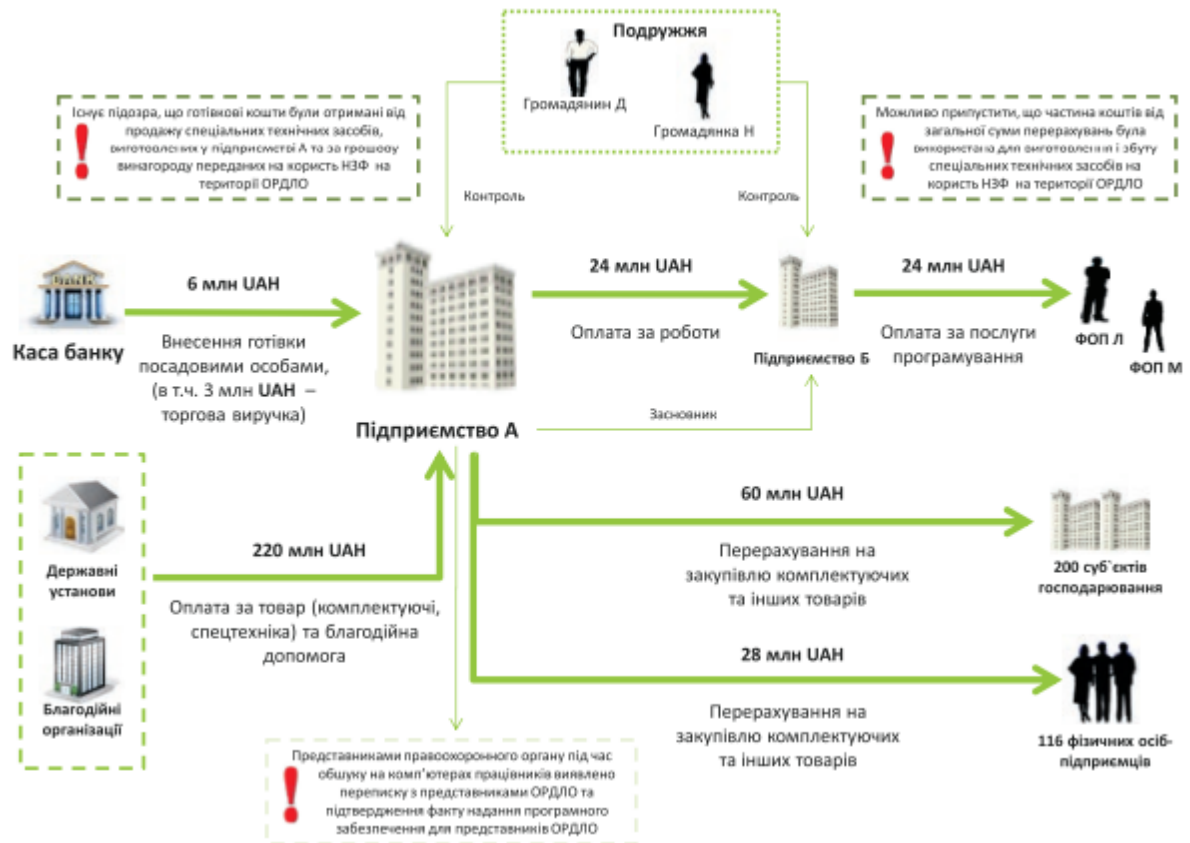 Подружжя
Громадянин Д
Громадянка Н
Існує підозра, що готівкові кошти були отримані від
продажу спеціальних технічних засобів,
виготовлених у підприємстві А та за грошову
винагороду переданих на користь НЗФ на
території ОРДЛО
Можливо припустити, що частина коштів від
загальної суми перерахувань була
використана для виготовлення і збуту
спеціальних технічних засобів на
користь НЗФ на території ОРДЛО
Контроль
Контроль
BANK
Каса банку
6 млн UAH
Внесення готівки
посадовими особами,
(в т.ч. 3 млн UAH –
торгова виручка)
Підприємство А
24 млн UAH
Оплата за роботи
Підприємство Б
24 млн UAH
Оплата за послуги
програмування
ФОП Л
ФОП М
Засновник
Державні
установи
Благодійні
організації
220 млн UAH
Оплата за товар (комплектуючі,
спецтехніка) та благодійна
допомога
60 млн UAH
Перерахування на
закупівлю комплектуючих
та інших товарів
200 суб`єктів
господарювання
28 млн UAH
Перерахування на
закупівлю комплектуючих
та інших товарів
116 фізичних осіб-
підприємців
Представниками правоохоронного органу під час
обшуку на комп’ютерах працівників виявлено
переписку з представниками ОРДЛО та
підтвердження факту надання програмного
забезпечення для представників ОРДЛО